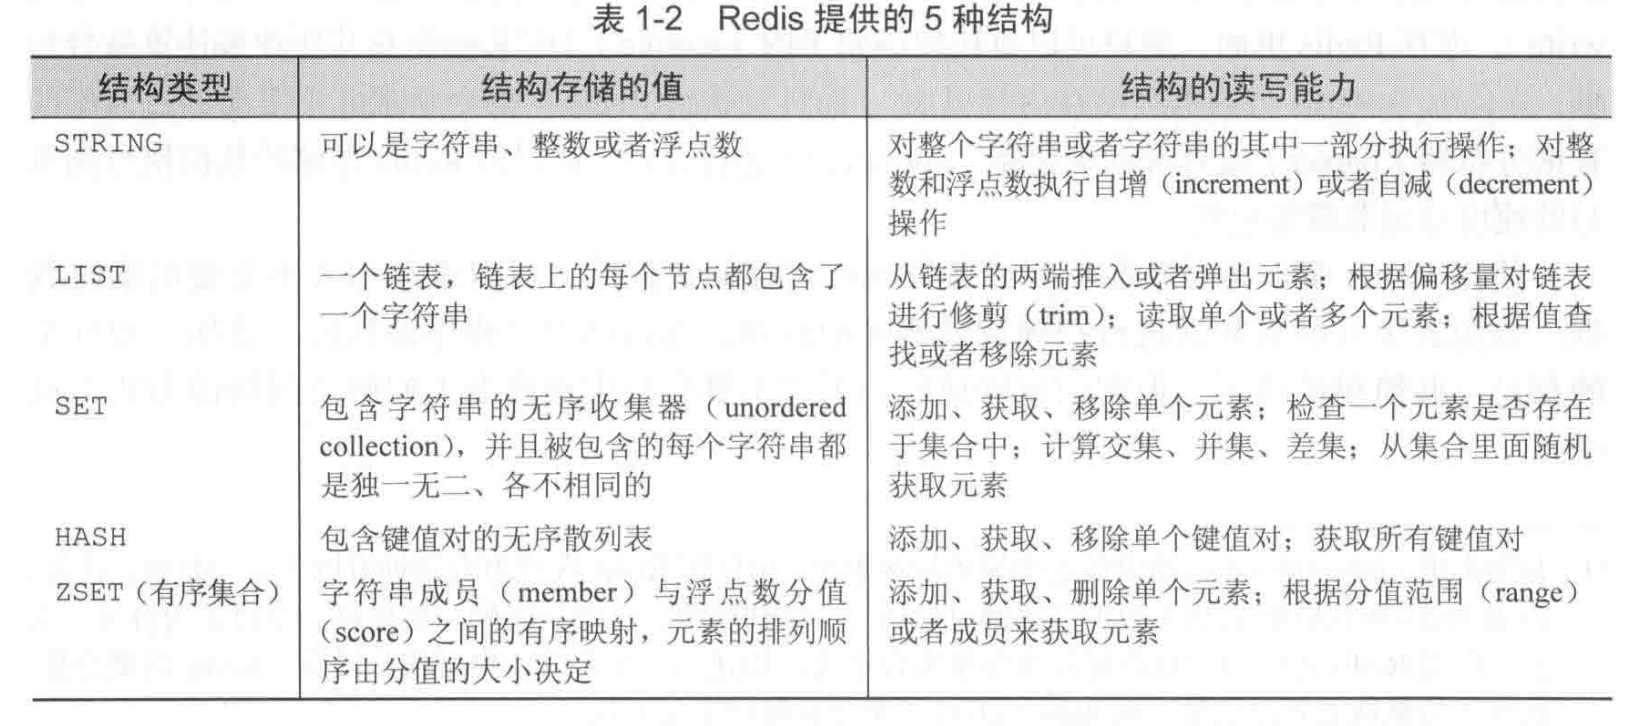 表 1-2 Redis 提供的 5 种结构
结构类型 结构存储的值 结构的读写能力
STRING 可以是字符串、整数或者浮点数 对整个字符串或者字符串的其中一部分执行操作；对整
数和浮点数执行自增（increment）或者自减（decrement）
操作
LIST 一个链表，链表上的每个节点都包含了 从链表的两端推入或者弹出元素；根据偏移量对链表
一个字符串 进行修剪（trim）；读取单个或者多个元素；根据值查
找或者移除元素
SET 包含字符串的无序收集器（unordered 添加、获取、移除单个元素；检查一个元素是否存在
collection），并且被包含的每个字符串都 于集合中；计算交集、并集、差集；从集合里面随机
是独一无二、各不相同的 获取元素
HASH 包含键值对的无序散列表 添加、获取、移除单个键值对；获取所有键值对
ZSET（有序集合） 字符串成员（member）与浮点数分值 添加、获取、删除单个元素；根据分值范围（range）
（score）之间的有序映射，元素的排列顺 或者成员来获取元素
序由分值的大小决定